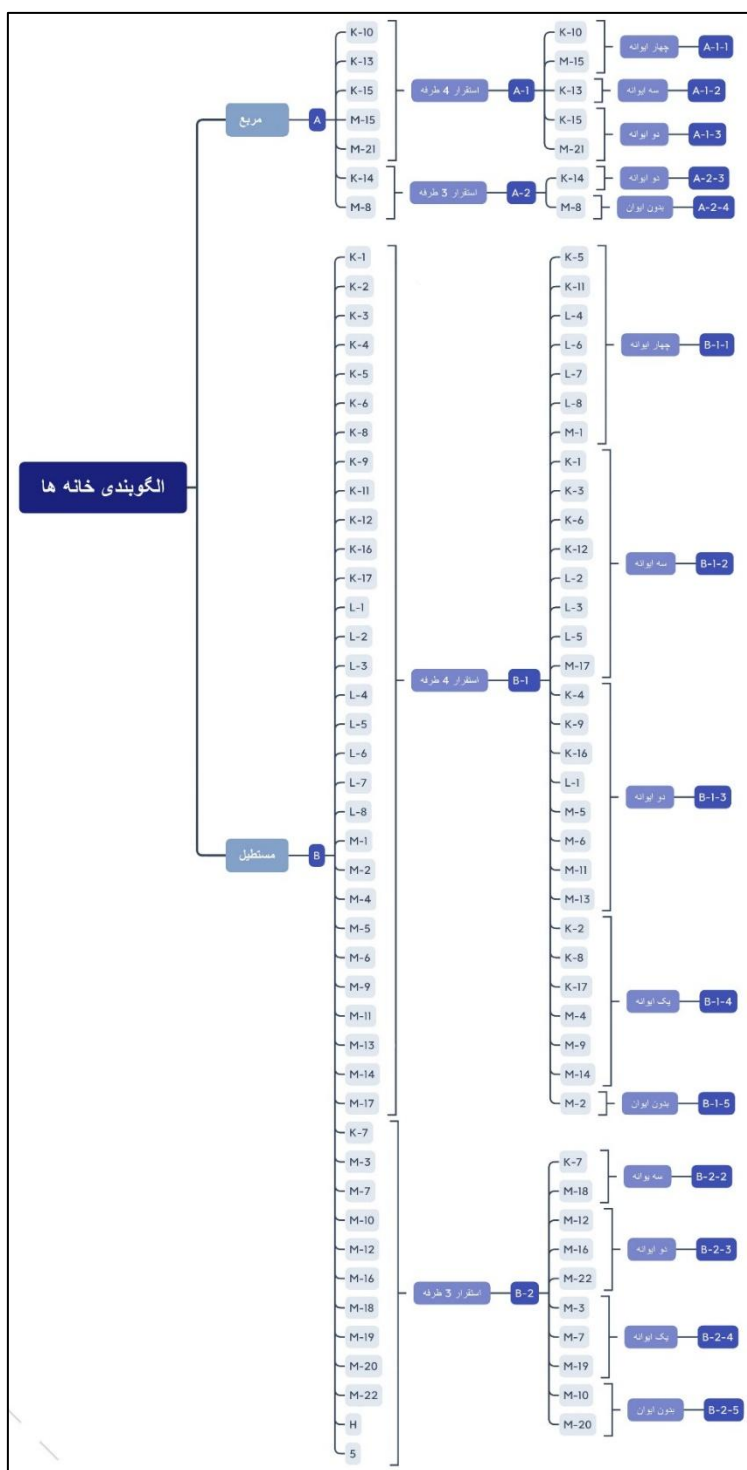 الگوبندی خانه ها
مربع
A
K-10
K-13
K-15
M-15
M-21
K-14
M-8
استقرار 4 طرفه
A-1
K-10
M-15
K-13
K-15
M-21
چهار ایوانه
A-1-1
سه ایوانه
A-1-2
دو ایوانه
A-1-3
استقرار 3 طرفه
A-2
K-14
M-8
دو ایوانه
A-2-3
بدون ایوان
A-2-4
مستطیل
B
K-1
K-2
K-3
K-4
K-5
K-6
K-8
K-9
K-11
K-12
K-16
K-17
L-1
L-2
L-3
L-4
L-5
L-6
L-7
L-8
M-1
M-2
M-4
M-5
M-6
M-9
M-11
M-13
M-14
M-17
K-7
M-3
M-7
M-10
M-12
M-16
M-18
M-19
M-20
M-22
H
5
استقرار 4 طرفه
B-1
K-5
K-11
L-4
L-6
L-7
L-8
M-1
K-1
K-3
K-6
K-12
L-2
L-3
L-5
M-17
K-4
K-9
K-16
L-1
M-5
M-6
M-11
M-13
K-2
K-8
K-17
M-4
M-9
M-14
M-2
چهار ایوانه
B-1-1
سه ایوانه
B-1-2
دو ایوانه
B-1-3
یک ایوانه
B-1-4
بدون ایوان
B-1-5
استقرار 3 طرفه
B-2
K-7
M-18
M-12
M-16
M-22
M-3
M-7
M-19
M-10
M-20
سه یوانه
B-2-2
دو ایوانه
B-2-3
یک ایوانه
B-2-4
بدون ایوان
B-2-5